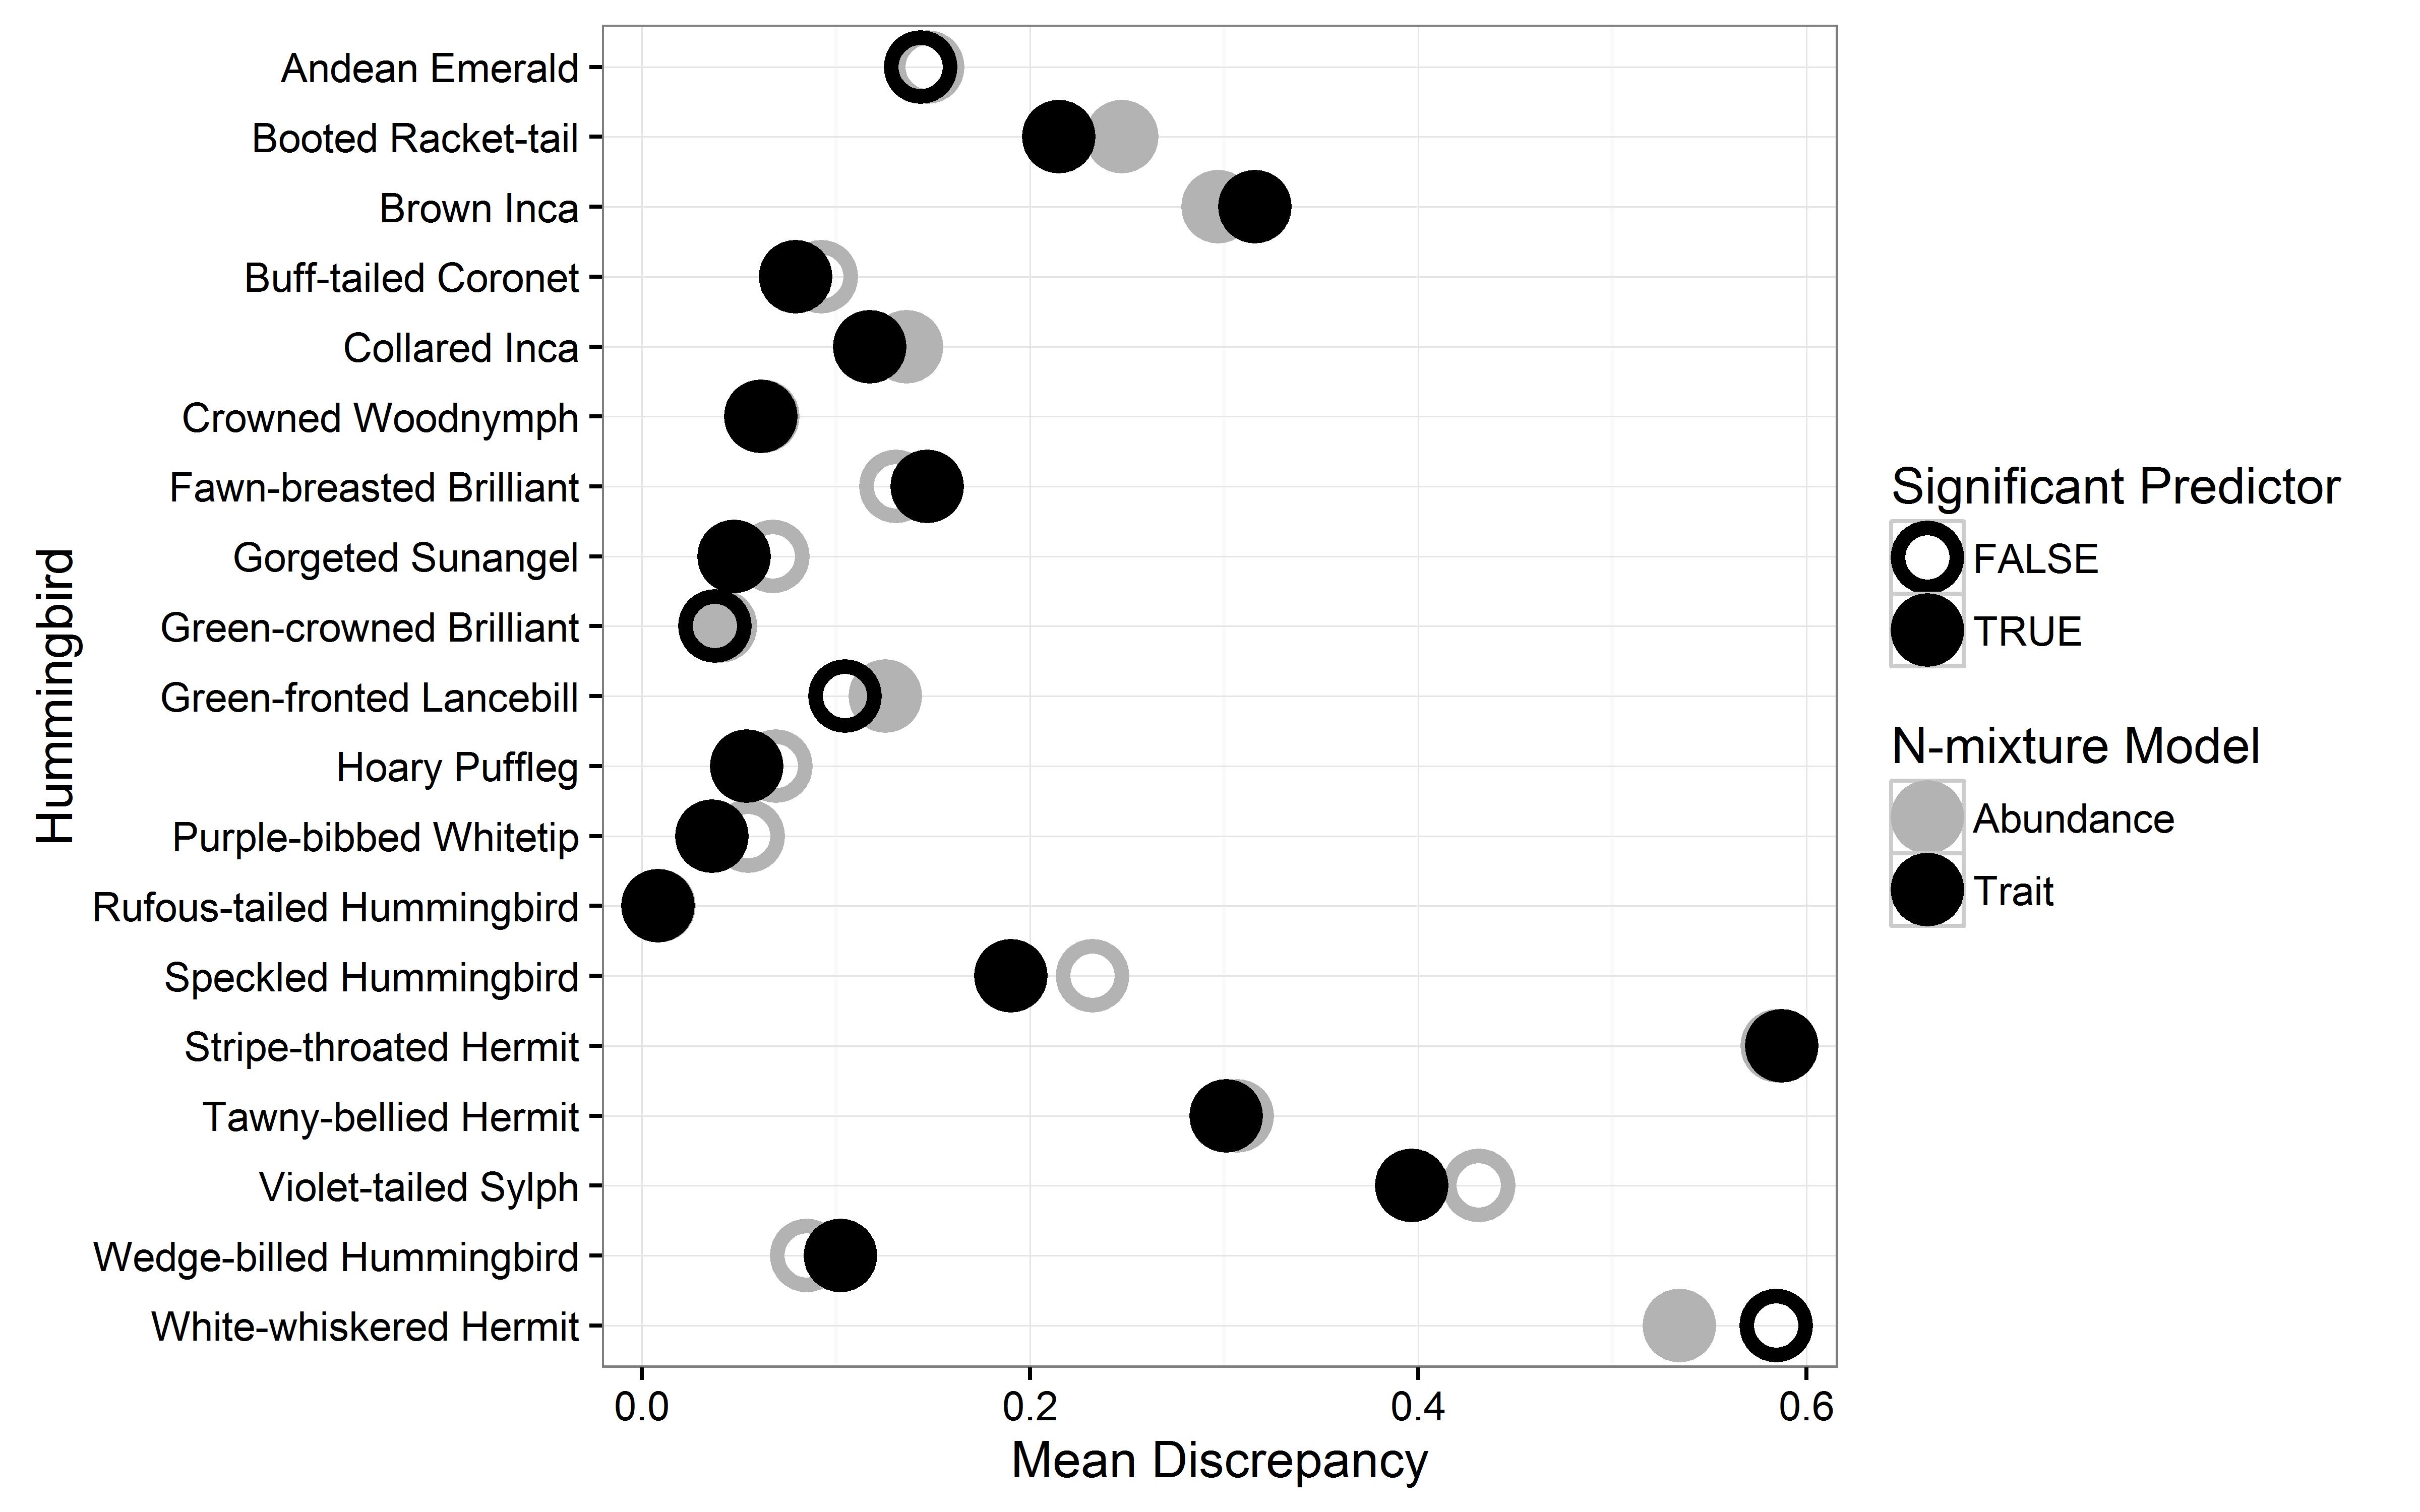 Andean Emerald
Booted Racket-tail
Brown Inca
Buff-tailed Coronet
Collared Inca
Crowned Woodnymph
Fawn-breasted Brilliant
Gorgeted Sunangel
Green-crowned Brilliant
Green-fronted Lancebill
Hoary Puffleg
Purple-bibbed Whitetip
Rufous-tailed Hummingbird
Speckled Hummingbird
Stripe-throated Hermit
Tawny-bellied Hermit
Violet-tailed Sylph
Wedge-billed Hummingbird
White-whiskered Hermit
Hummingbird
0.0 0.2 0.4 0.6
Mean Discrepancy
Significant Predictor
FALSE
TRUE
N-mixture Model
Abundance
Trait